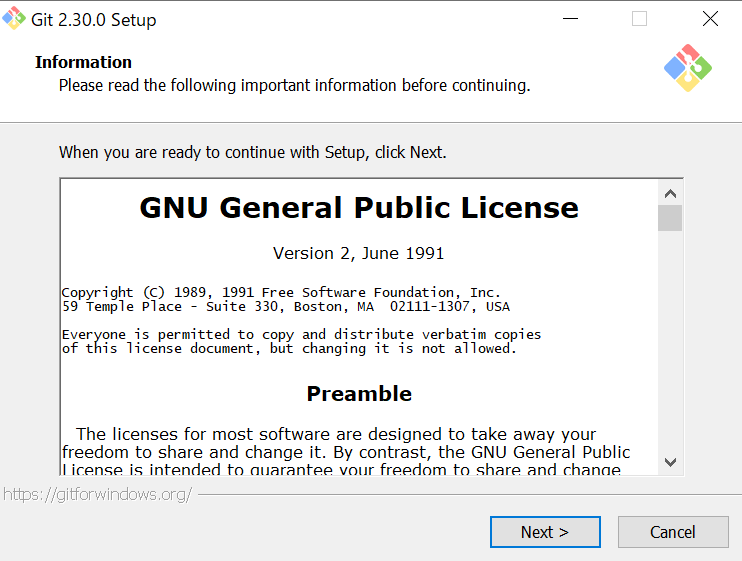 Git 2.30.0 Setup
Information
Please read the following important information before continuing.
When you are ready to continue with Setup, click Next.
GNU General Public License
Version 2, June 1991
Copyright (C) 1989, 1991 Free Software Foundation, Inc.
59 Temple Place - Suite 330, Boston, MA  02111-1307, USA
Everyone is permitted to copy and distribute verbatim copies
of this license document, but changing it is not allowed.
Preamble
The licenses for most software are designed to take away your
freedom to share and change it. By contrast, the GNU General Public
License is intended to guarantee your freedom to share and change
https://gitforwindows.org/
Next >
Cancel